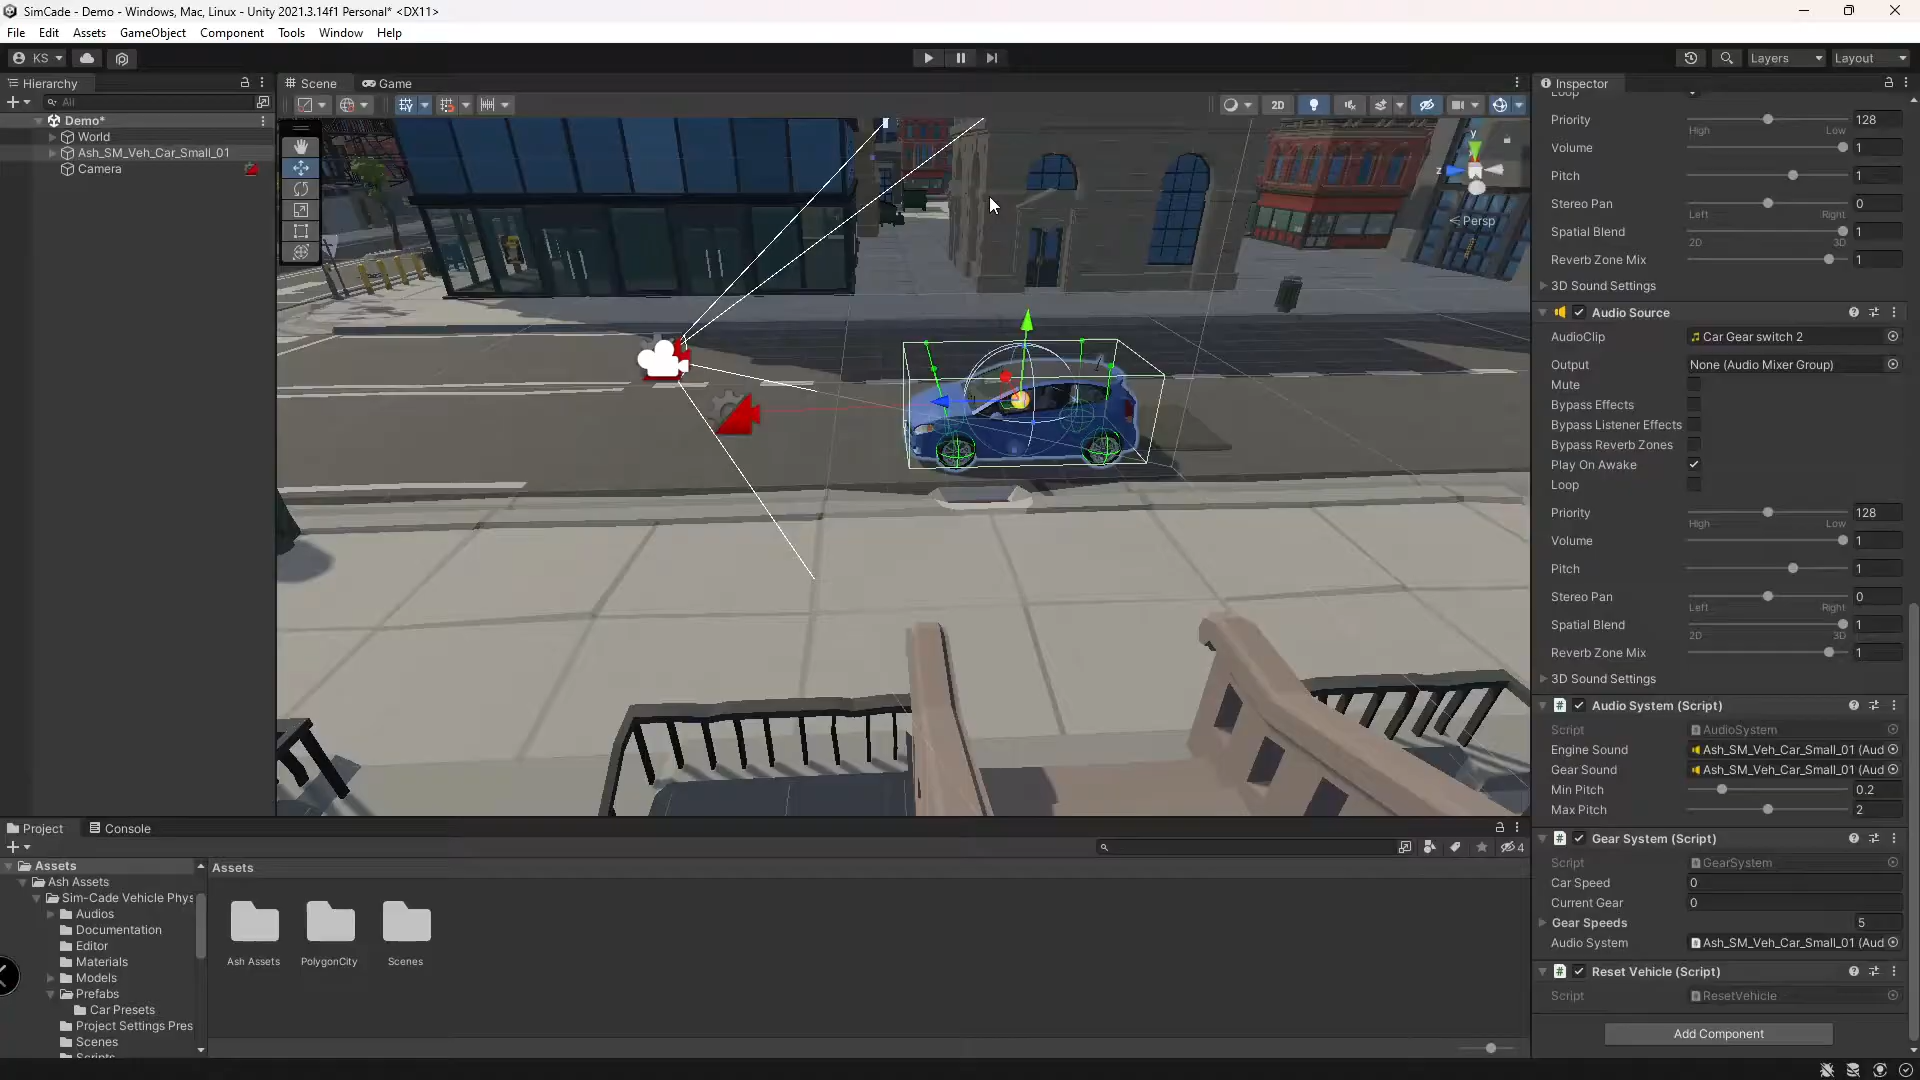 SimCade - Demo - Windows, Mac, Linux - Unity 2021.3.14f1 Personal* <DX11>
File Edit Assets GameObject Component Tools Window Help
KS Layers Layout
Hierarchy
All
Demo*
World
Ash_SM_Veh_Car_Small_01
Camera
Scene Game
2D
y
Persp
Project Console
4
Assets
Ash Assets
Sim-Cade Vehicle Phys
Audios
Documentation
Editor
Materials
Models
Prefabs
Car Presets
Project Settings Pres
Scenes
Scripts
Assets
Ash Assets PolygonCity Scenes
Inspector
Loop
Priority 128
High Low
Volume 1
Pitch 1
Stereo Pan 0
Left Right
Spatial Blend 1
2D 3D
Reverb Zone Mix 1
3D Sound Settings
Audio Source
AudioClip Car Gear switch 2
Output None (Audio Mixer Group)
Mute
Bypass Effects
Bypass Listener Effects
Bypass Reverb Zones
Play On Awake
Loop
Priority 128
High Low
Volume 1
Pitch 1
Stereo Pan 0
Left Right
Spatial Blend 1
2D 3D
Reverb Zone Mix 1
3D Sound Settings
# Audio System (Script)
Script AudioSystem
Engine Sound Ash_SM_Veh_Car_Small_01 (Aud
Gear Sound Ash_SM_Veh_Car_Small_01 (Aud
Min Pitch 0.2
Max Pitch 2
# Gear System (Script)
Script GearSystem
Car Speed 0
Current Gear 0
Gear Speeds 5
Audio System Ash_SM_Veh_Car_Small_01 (Aud
# Reset Vehicle (Script)
Script ResetVehicle
Add Component